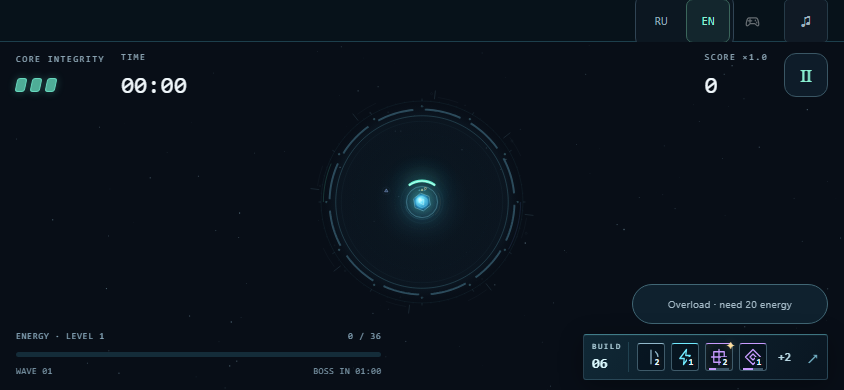 RU EN
CORE INTEGRITY TIME SCORE ×1.0
00:00 0 II
Overload · need 20 energy
ENERGY · LEVEL 1 0 / 36
BUILD
06 2 1 2 1 +2 ↗
WAVE 01 BOSS IN 01:00